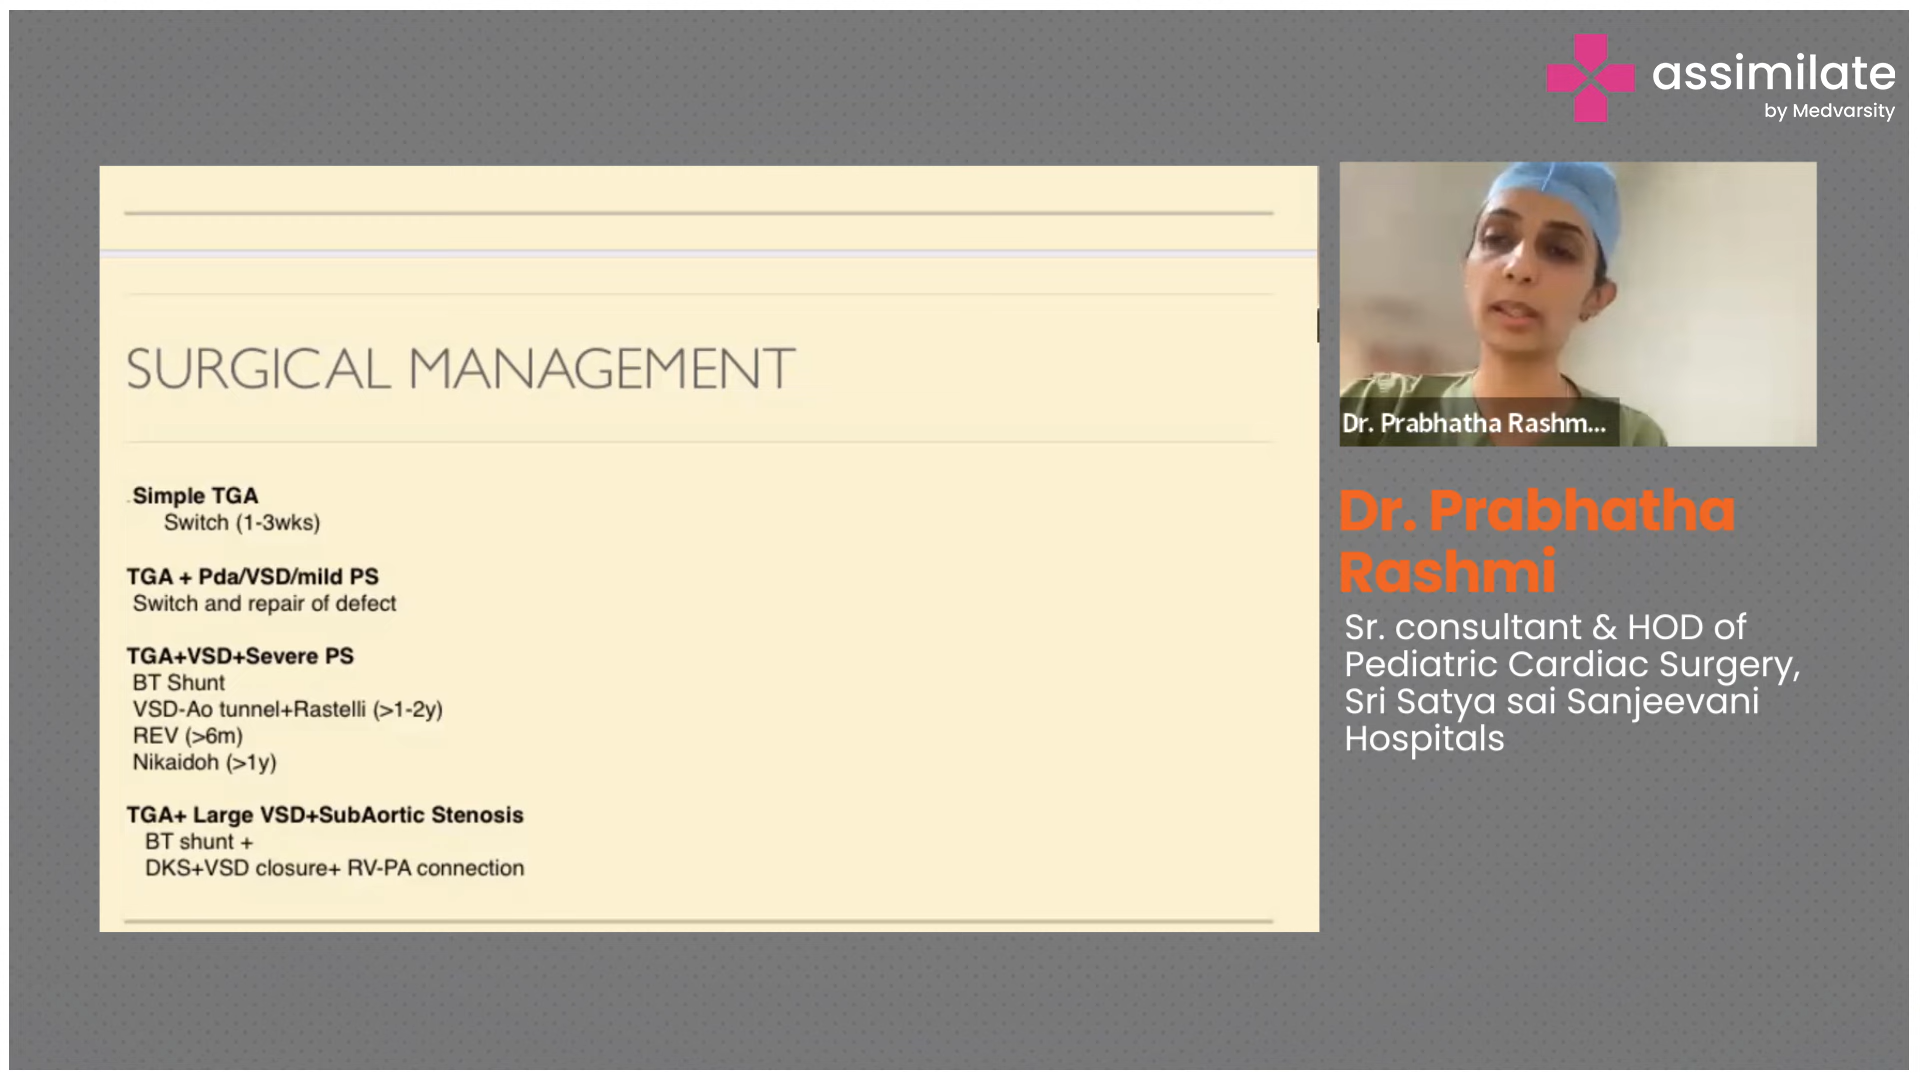 assimilate
by Medvarsity
SURGICAL MANAGEMENT
Simple TGA
Switch (1-3wks)
TGA + Pda/VSD/mild PS
Switch and repair of defect
TGA+VSD+Severe PS
BT Shunt
VSD-Ao tunnel+Rastelli (>1-2y)
REV (>6m)
Nikaidoh (>1y)
TGA+ Large VSD+SubAortic Stenosis
BT shunt +
DKS+VSD closure+ RV-PA connection
Dr. Prabhatha Rashm...
Dr. Prabhatha
Rashmi
Sr. consultant & HOD of
Pediatric Cardiac Surgery,
Sri Satya sai Sanjeevani
Hospitals